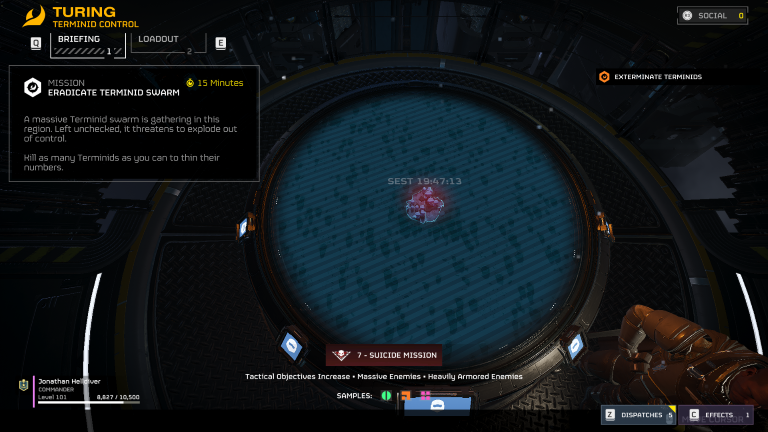 TURING
TERMINID CONTROL
SOCIAL 0
Q
BRIEFING
1
LOADOUT
2
E
MISSION
15 Minutes
ERADICATE TERMINID SWARM
A massive Terminid swarm is gathering in this
region. Left unchecked, it threatens to explode out
of control.
Kill as many Terminids as you can to thin their
numbers.
EXTERMINATE TERMINIDS
SEST 19:47:13
7 - SUICIDE MISSION
Tactical Objectives Increase • Massive Enemies • Heavily Armored Enemies
SAMPLES:
Jonathan Helldiver
COMMANDER
Level 101
8,827 / 10,500
Z DISPATCHES 5
C EFFECTS 1
CURSOR